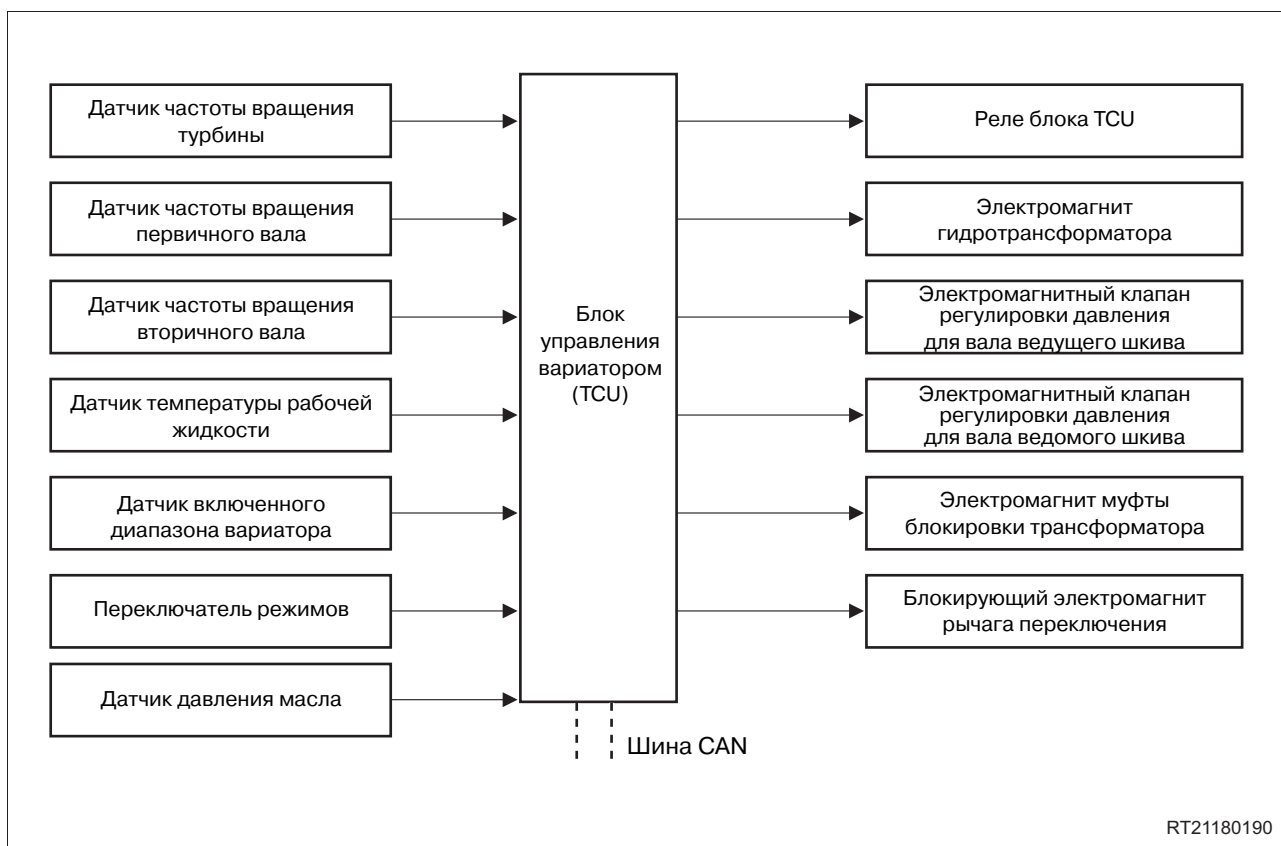 Датчик частоты вращения
турбины
Датчик частоты вращения
первичного вала
Датчик частоты вращения
вторичного вала
Датчик температуры рабочей
жидкости
Датчик включенного
диапазона вариатора
Переключатель режимов
Датчик давления масла
Блок
управления
вариатором
(TCU)
Шина CAN
Реле блока TCU
Электромагнит
гидротрансформатора
Электромагнитный клапан
регулировки давления
для вала ведущего шкива
Электромагнитный клапан
регулировки давления
для вала ведомого шкива
Электромагнит муфты
блокировки трансформатора
Блокирующий электромагнит
рычага переключения
RT21180190